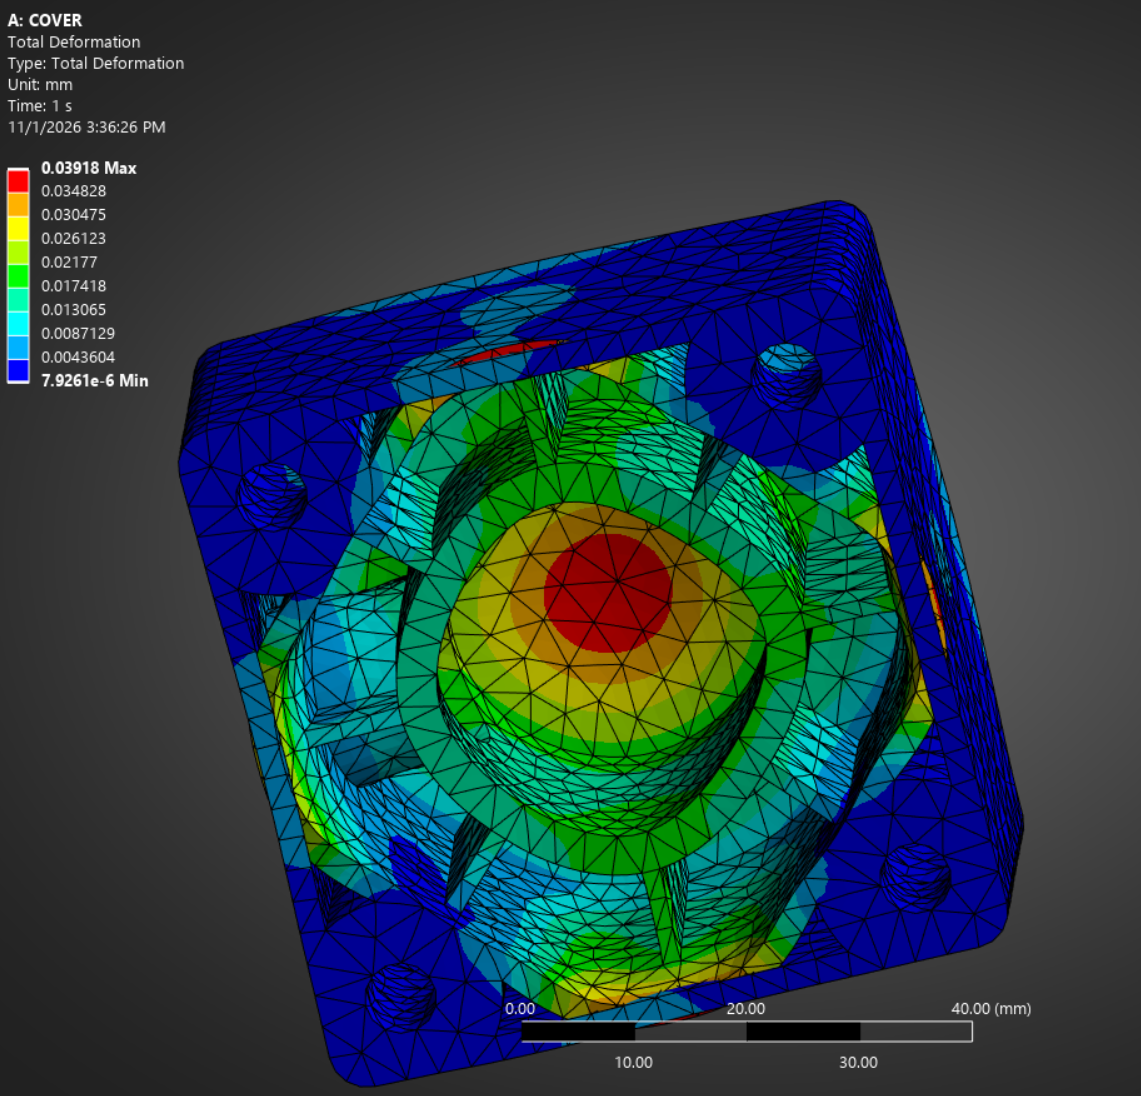 A: COVER
Total Deformation
Type: Total Deformation
Unit: mm
Time: 1 s
11/1/2026 3:36:26 PM
0.03918 Max
0.034828
0.030475
0.026123
0.02177
0.017418
0.013065
0.0087129
0.0043604
7.9261e-6 Min
0.00 20.00 40.00 (mm)
10.00 30.00